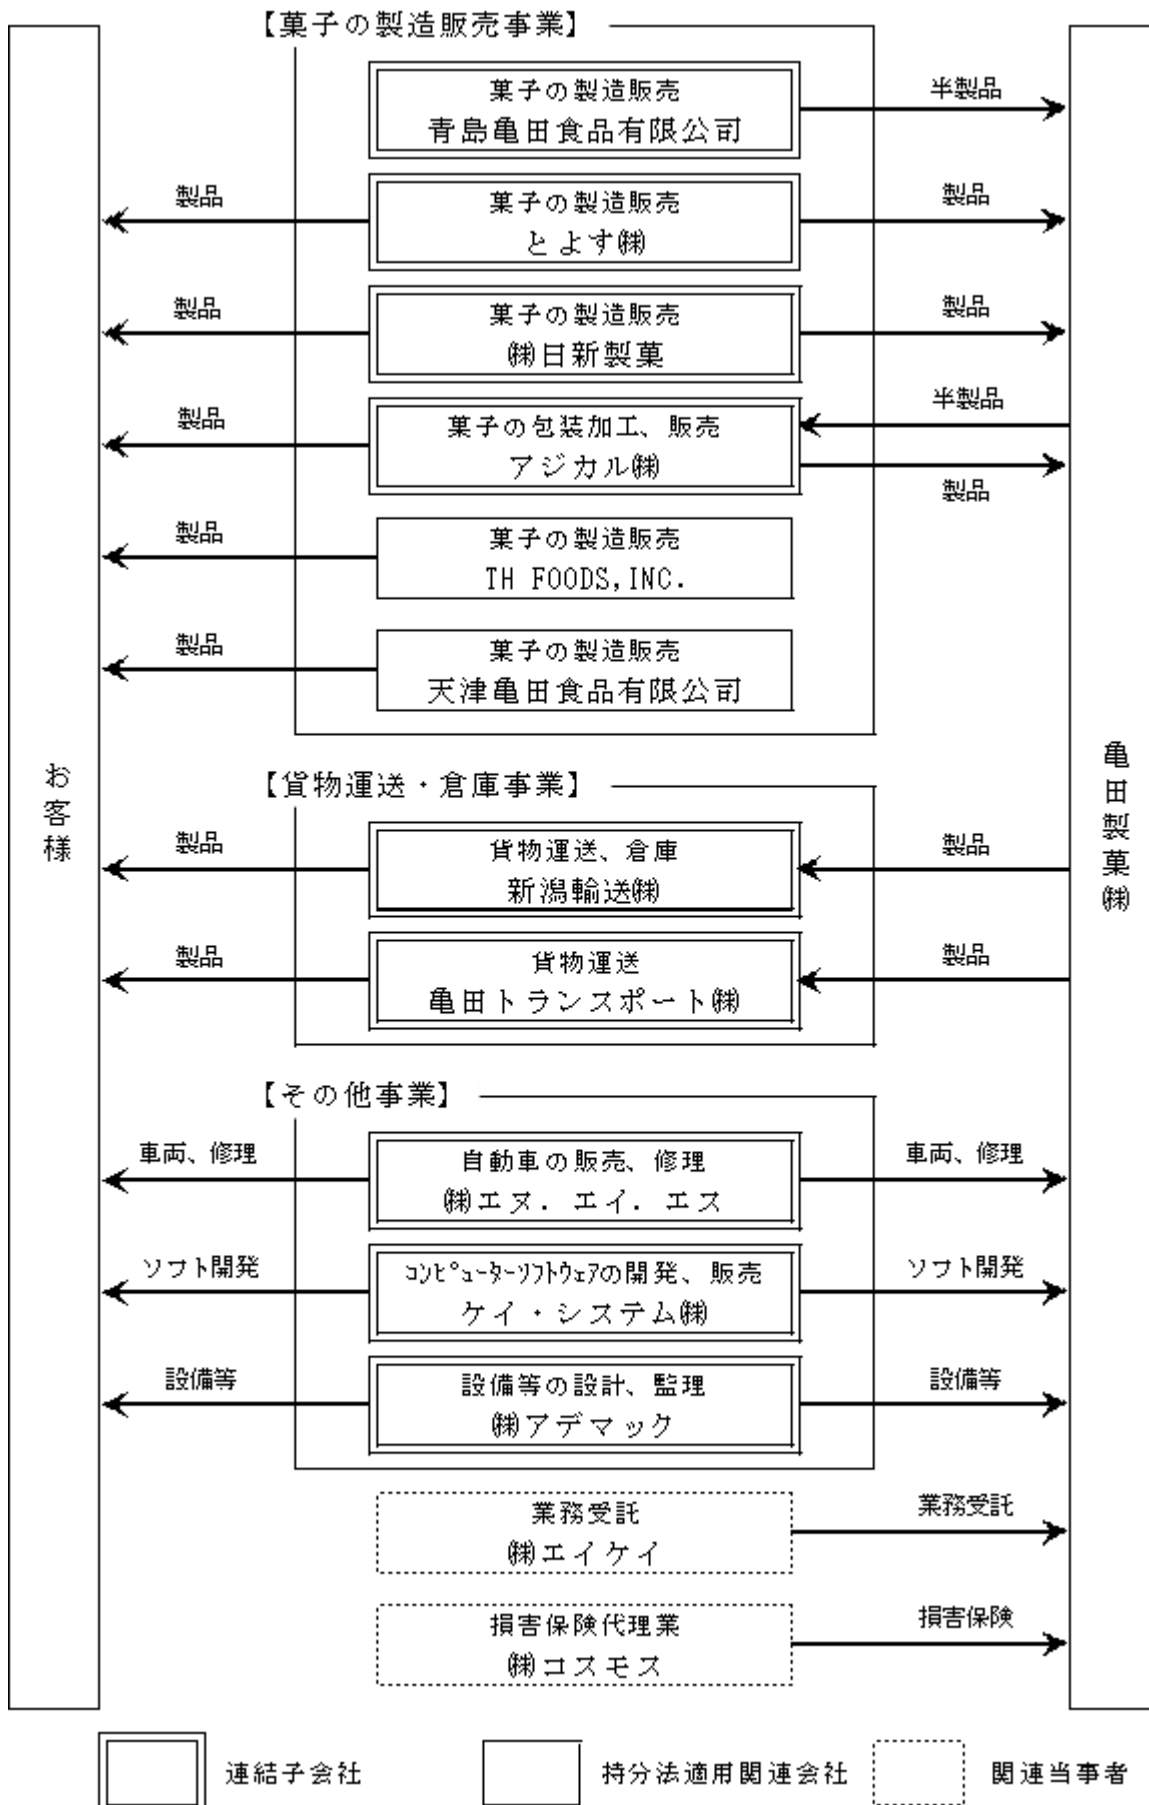 【菓子の製造販売事業】
菓子の製造販売
青島亀田食品有限公司
半製品
製品
菓子の製造販売
とよす㈱
製品
製品
菓子の製造販売
㈱日新製菓
製品
製品
菓子の包装加工、販売
アジカル㈱
半製品
製品
製品
菓子の製造販売
TH FOODS,INC.
製品
菓子の製造販売
天津亀田食品有限公司
お客様
亀田製菓㈱
【貨物運送・倉庫事業】
製品
貨物運送、倉庫
新潟輸送㈱
製品
製品
貨物運送
亀田トランスポート㈱
製品
【その他事業】
車両、修理
自動車の販売、修理
㈱エヌ．エイ．エス
車両、修理
ソフト開発
ｺﾝﾋﾟｭｰﾀｰｿﾌﾄｳｪｱの開発、販売
ケイ・システム㈱
ソフト開発
設備等
設備等の設計、監理
㈱アデマック
設備等
業務受託
㈱エイケイ
業務受託
損害保険代理業
㈱コスモス
損害保険
連結子会社
持分法適用関連会社
関連当事者